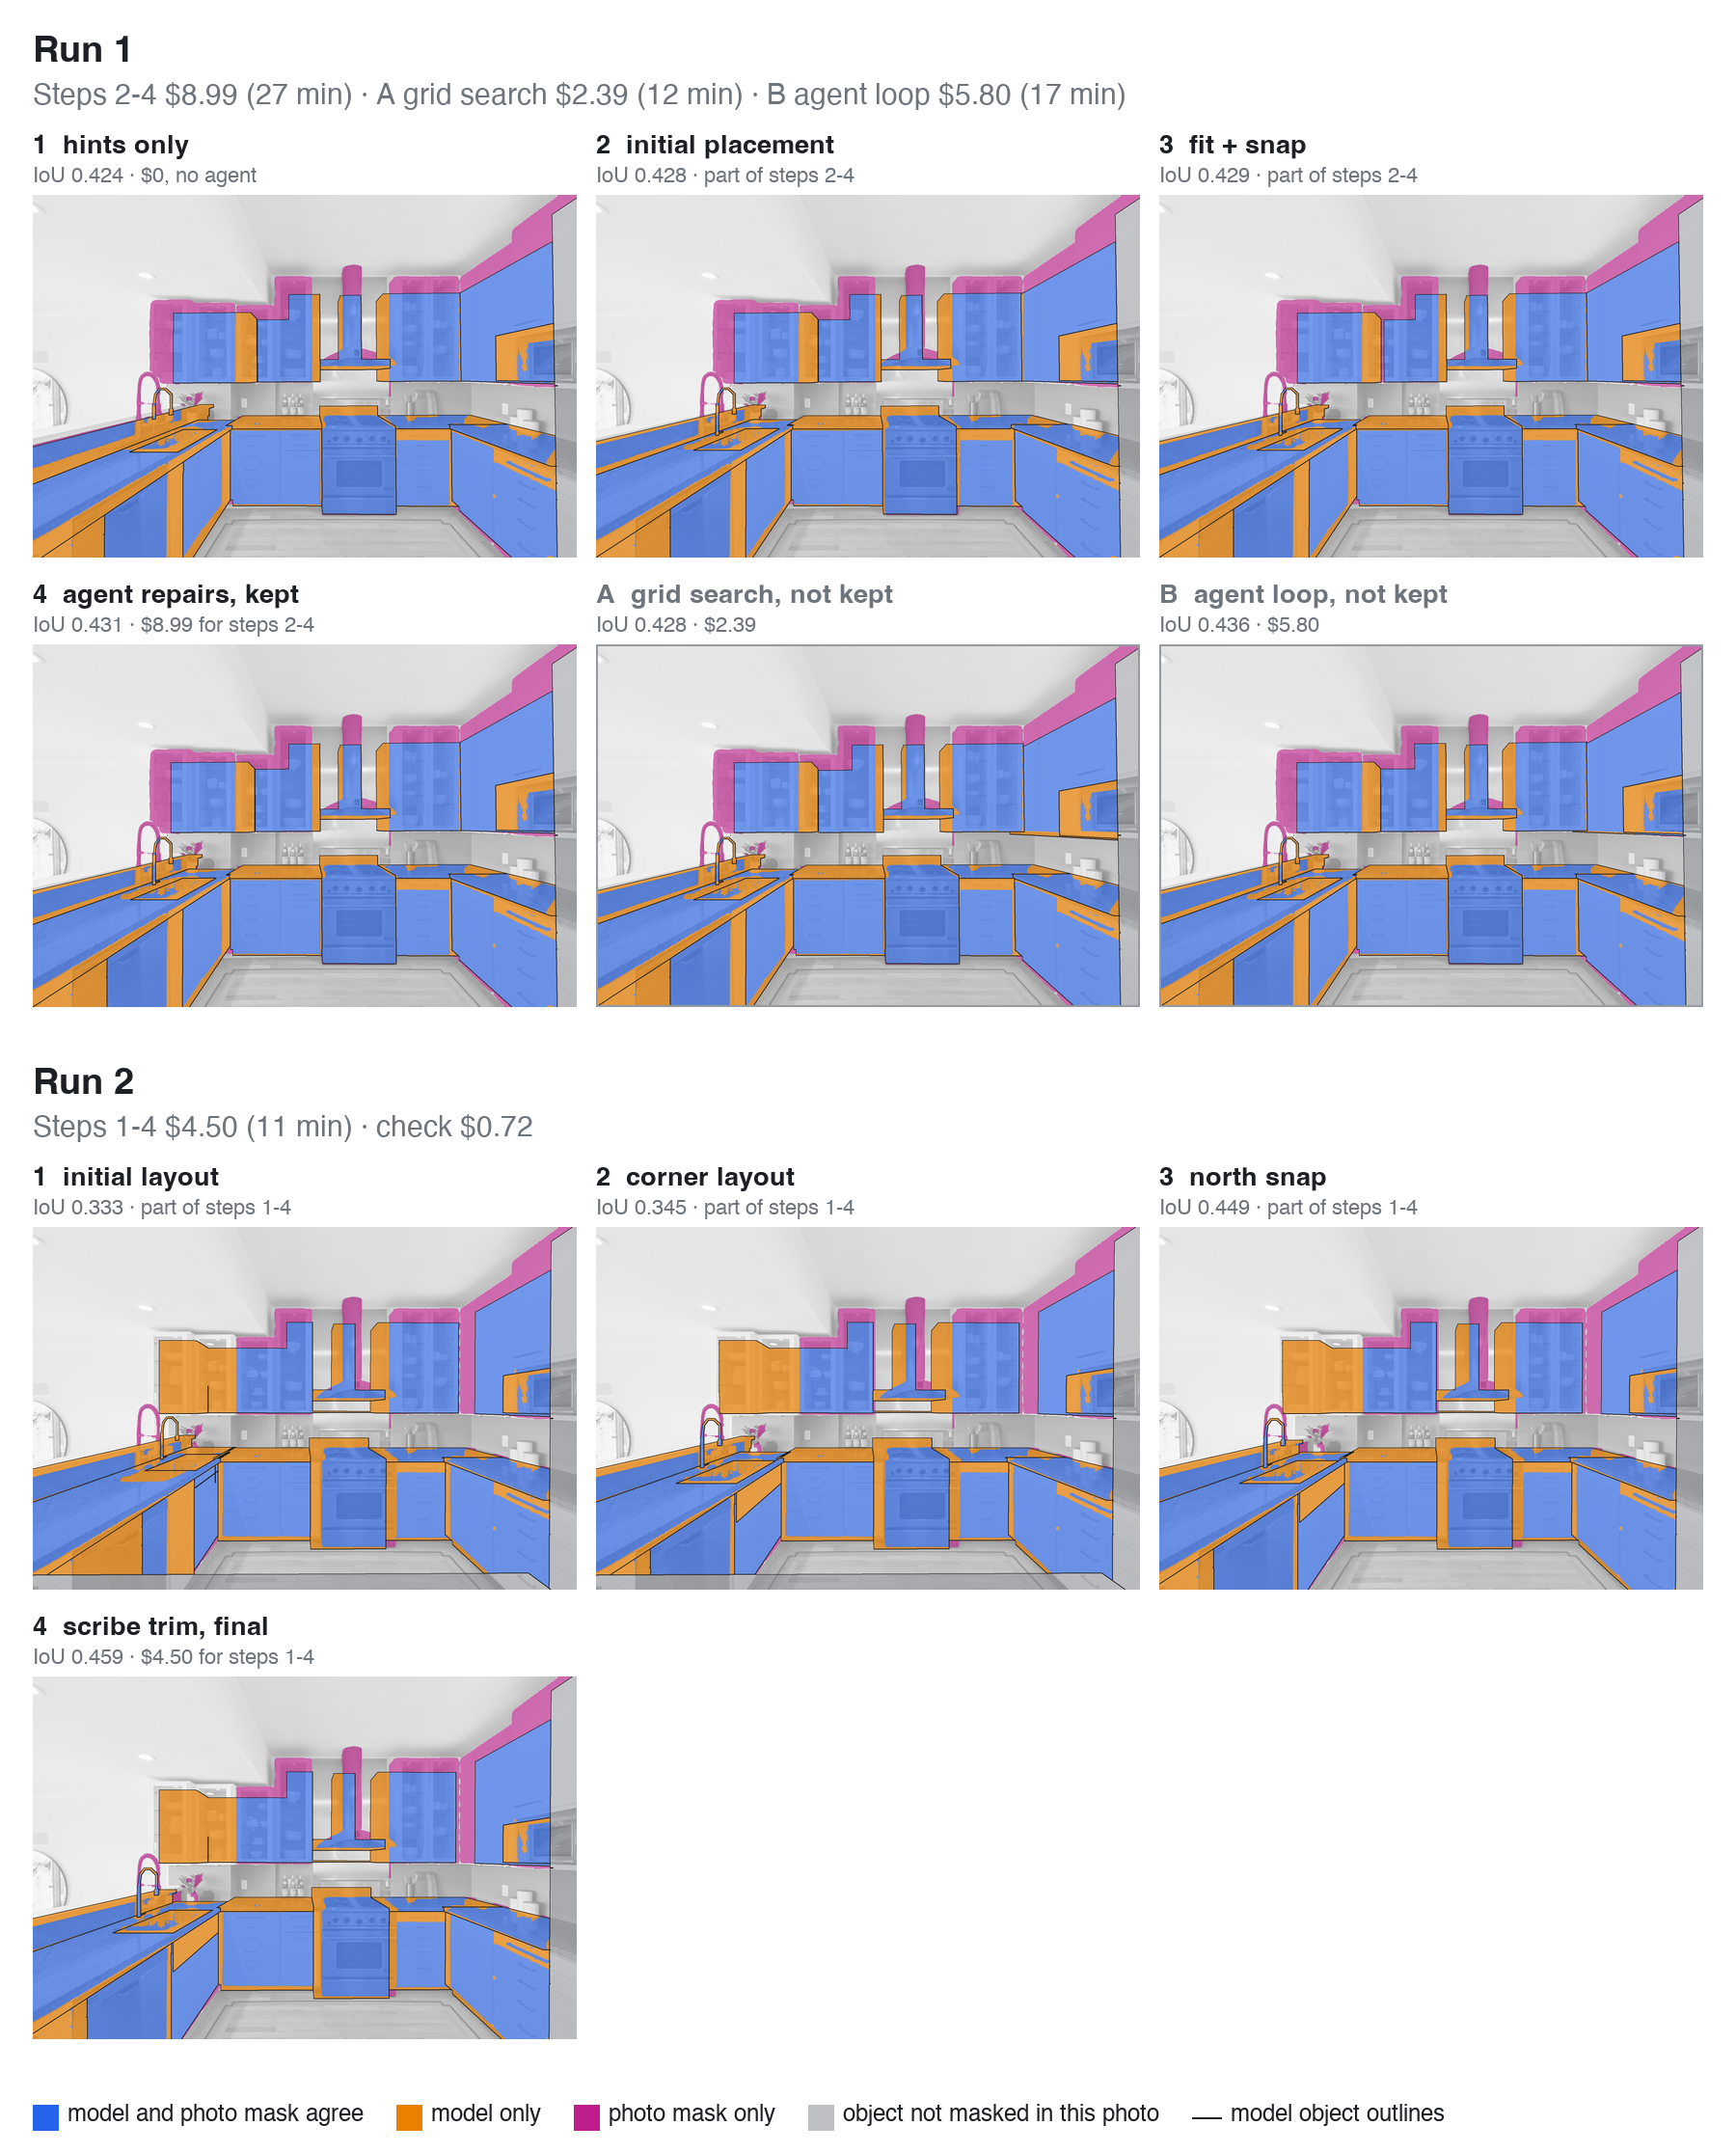 Run 1
Steps 2-4 $8.99 (27 min) · A grid search $2.39 (12 min) · B agent loop $5.80 (17 min)
1 hints only
IoU 0.424 · $0, no agent
2 initial placement
IoU 0.428 · part of steps 2-4
3 fit + snap
IoU 0.429 · part of steps 2-4
4 agent repairs, kept
IoU 0.431 · $8.99 for steps 2-4
A grid search, not kept
IoU 0.428 · $2.39
B agent loop, not kept
IoU 0.436 · $5.80
Run 2
Steps 1-4 $4.50 (11 min) · check $0.72
1 initial layout
IoU 0.333 · part of steps 1-4
2 corner layout
IoU 0.345 · part of steps 1-4
3 north snap
IoU 0.449 · part of steps 1-4
4 scribe trim, final
IoU 0.459 · $4.50 for steps 1-4
model and photo mask agree
model only
photo mask only
object not masked in this photo
model object outlines